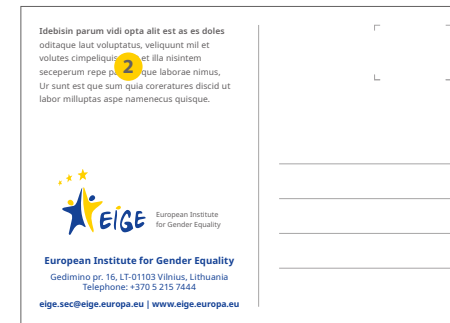 Idebisin parum vidi opta alit est as es doles
oditaque laut voluptatus, veliquunt mil et
volutes cimpeliquis et illa nisintem
2
seceperum repe que laborae nimus,
Ur sunt est que sum quia coreratures discid ut
labor milluptas aspe namenecus quisque.
EIGE
European Institute
for Gender Equality
European Institute for Gender Equality
Gedimino pr. 16, LT-01103 Vilnius, Lithuania
Telephone: +370 5 215 7444
eige.sec@eige.europa.eu | www.eige.europa.eu